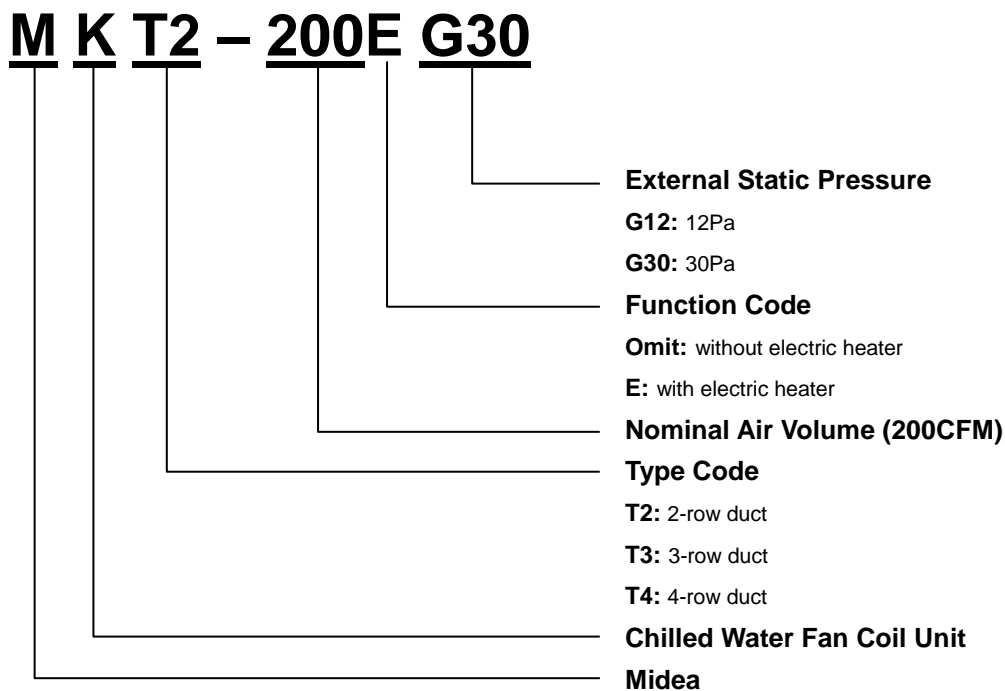 M K T2 – 200E G30
External Static Pressure
G12: 12Pa
G30: 30Pa
Function Code
Omit: without electric heater
E: with electric heater
Nominal Air Volume (200CFM)
Type Code
T2: 2-row duct
T3: 3-row duct
T4: 4-row duct
Chilled Water Fan Coil Unit
Midea